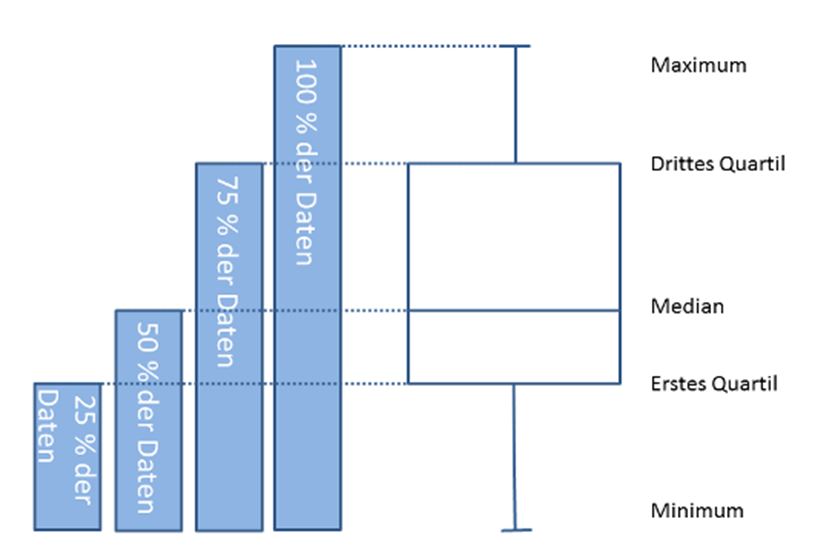 25 % der
Daten
50 % der Daten
75 % der Daten
100 % der Daten
Maximum
Drittes Quartil
Median
Erstes Quartil
Minimum